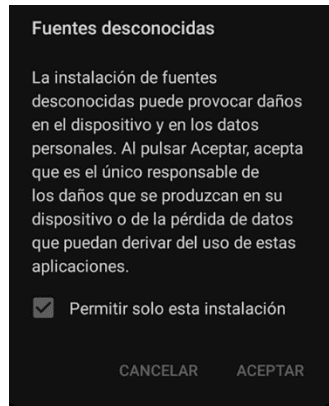 Fuentes desconocidas
La instalación de fuentes
desconocidas puede provocar daños
en el dispositivo y en los datos
personales. Al pulsar Aceptar, acepta
que es el único responsable de
los daños que se produzcan en su
dispositivo o de la pérdida de datos
que puedan derivar del uso de estas
aplicaciones.
Permitir solo esta instalación
CANCELAR ACEPTAR